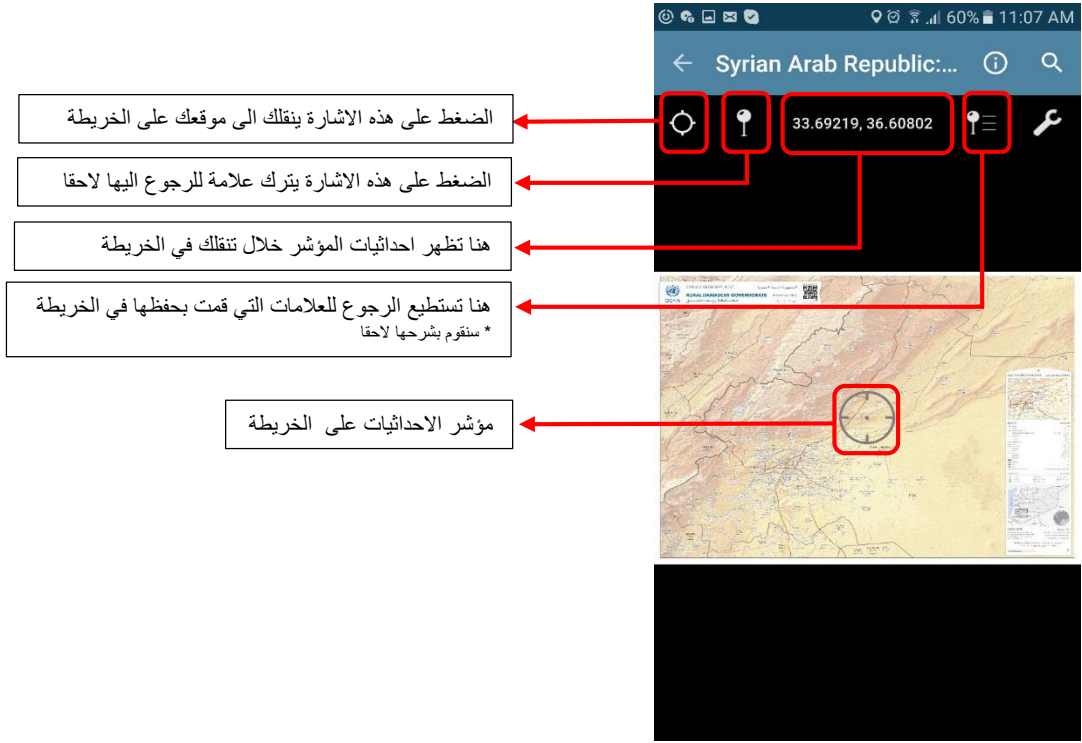 60% 11:07 AM
Syrian Arab Republic:...
33.69219, 36.60802
الضغط على هذه الاشارة ينقلك الى موقعك على الخريطة
الضغط على هذه الاشارة يترك علامة للرجوع اليها لاحقا
هنا تظهر احداثيات المؤشر خلال تنقلك في الخريطة
هنا تستطيع الرجوع للعلامات التي قمت بحفظها في الخريطة
* سنقوم بشرحها لاحقا
مؤشر الاحداثيات على الخريطة
OCHA
SYRIAN ARAB REPUBLIC
RURAL DAMASCUS GOVERNORATE